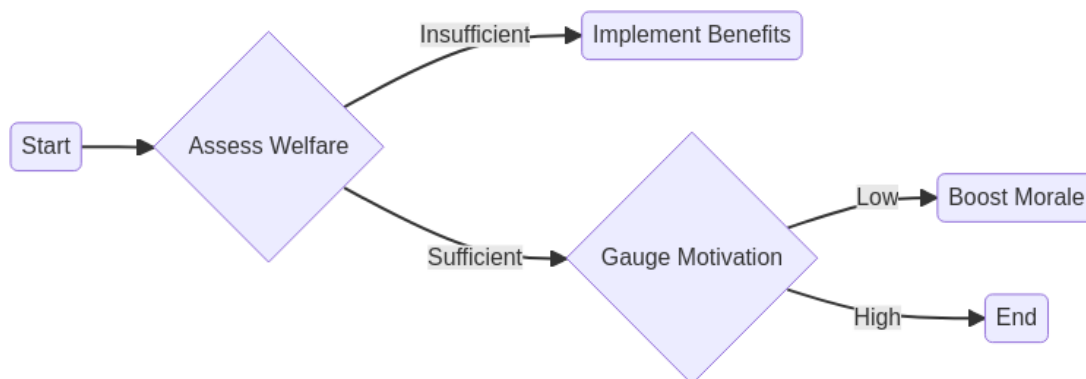 Start
Assess Welfare
Insufficient
Implement Benefits
Sufficient
Gauge Motivation
Low
Boost Morale
High
End